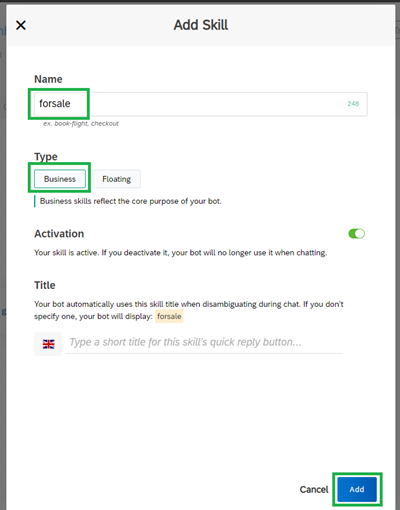 Add Skill
Name
forsale
248
ex. book-flight, checkout
Type
Business
Floating
Business skills reflect the core purpose of your bot.
Activation
Your skill is active. If you deactivate it, your bot will no longer use it when chatting.
Title
Your bot automatically uses this skill title when disambiguating during chat. If you don't
specify one, your bot will display: forsale
Type a short title for this skill's quick reply button...
Cancel
Add